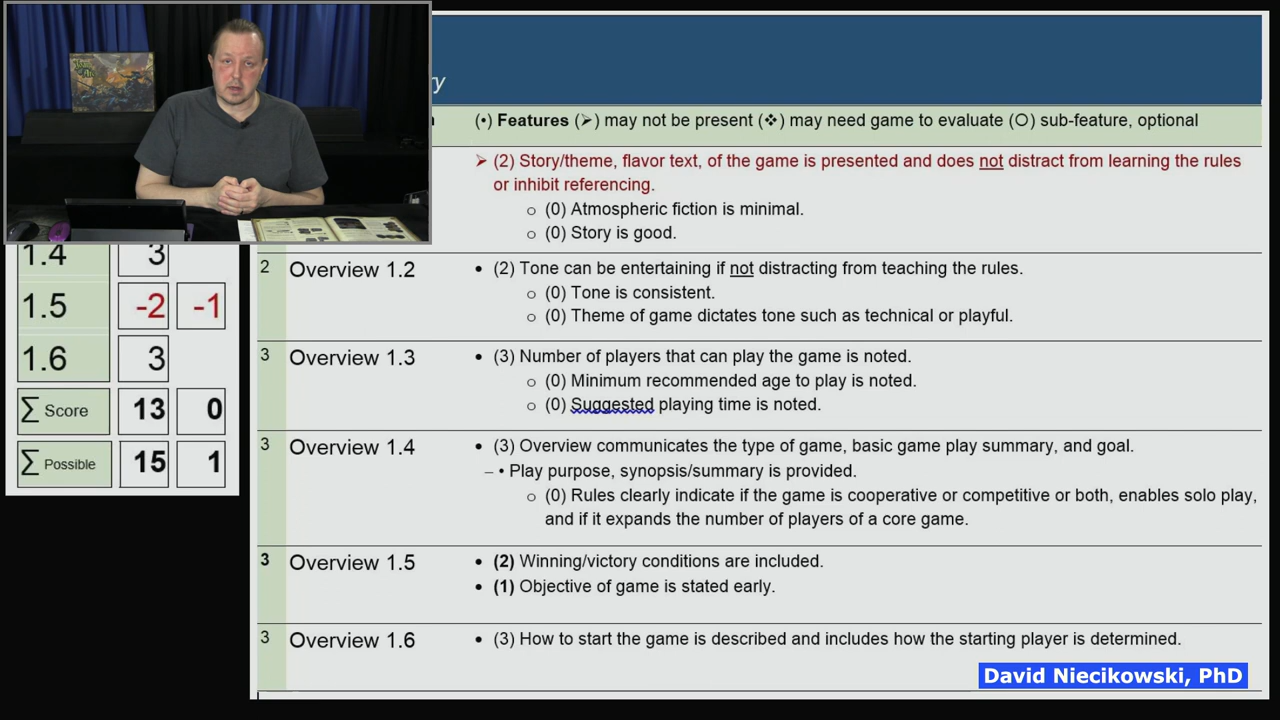 ry
(•) Features (➢) may not be present (❖) may need game to evaluate (O) sub-feature, optional
➢ (2) Story/theme, flavor text, of the game is presented and does not distract from learning the rules
or inhibit referencing.
o (0) Atmospheric fiction is minimal.
o (0) Story is good.
1.4 3
1.5 -2 -1
1.6 3
∑ Score 13 0
∑ Possible 15 1
2 Overview 1.2 • (2) Tone can be entertaining if not distracting from teaching the rules.
o (0) Tone is consistent.
o (0) Theme of game dictates tone such as technical or playful.
3 Overview 1.3 • (3) Number of players that can play the game is noted.
o (0) Minimum recommended age to play is noted.
o (0) Suggested playing time is noted.
3 Overview 1.4 • (3) Overview communicates the type of game, basic game play summary, and goal.
– • Play purpose, synopsis/summary is provided.
o (0) Rules clearly indicate if the game is cooperative or competitive or both, enables solo play,
and if it expands the number of players of a core game.
3 Overview 1.5 • (2) Winning/victory conditions are included.
• (1) Objective of game is stated early.
3 Overview 1.6 • (3) How to start the game is described and includes how the starting player is determined.
David Niecikowski, PhD